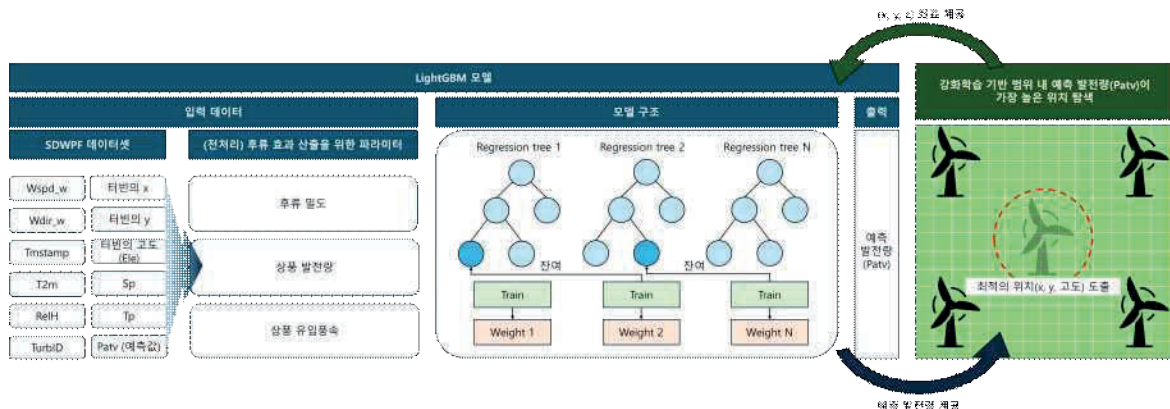 (x, y, z) 좌표 제공
LightGBM 모델
강화학습 기반 범위 내 예측 발전량(Patv)이
가장 높은 위치 탐색
입력 데이터
모델 구조
출력
SDWPF 데이터셋
(전처리) 후류 효과 산출을 위한 파라미터
Wspd_w
터빈의 x
Wdir_w
터빈의 y
Tmstamp
터빈의 고도
(Ele)
T2m
Sp
RelH
Tp
TurbID
Patv (예측값)
후류 밀도
상풍 발전량
상풍 유입풍속
Regression tree 1
Regression tree 2
Regression tree N
잔여
잔여
Train
Train
Train
Weight 1
Weight 2
Weight N
예측
발전량
(Patv)
최적의 위치(x, y, 고도) 도출
예측 발전량 제공